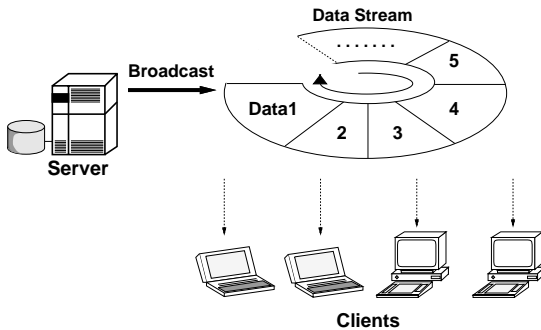 Data Stream
.......
Broadcast
5
Data1
4
2
3
Server
Clients